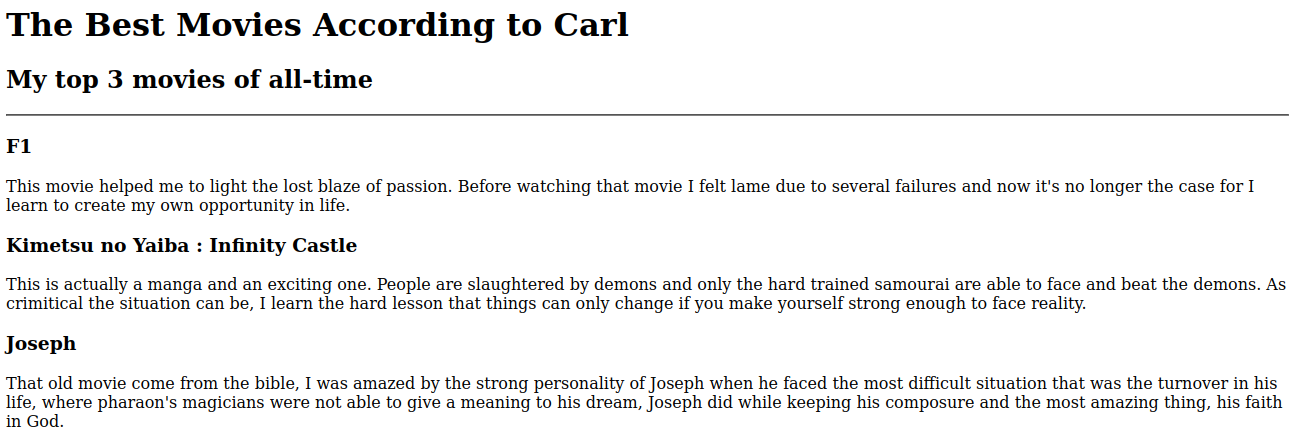 The Best Movies According to Carl
My top 3 movies of all-time
F1
This movie helped me to light the lost blaze of passion. Before watching that movie I felt lame due to several failures and now it's no longer the case for I
learn to create my own opportunity in life.
Kimetsu no Yaiba : Infinity Castle
This is actually a manga and an exciting one. People are slaughtered by demons and only the hard trained samourai are able to face and beat the demons. As
crimitical the situation can be, I learn the hard lesson that things can only change if you make yourself strong enough to face reality.
Joseph
That old movie come from the bible, I was amazed by the strong personality of Joseph when he faced the most difficult situation that was the turnover in his
life, where pharaon's magicians were not able to give a meaning to his dream, Joseph did while keeping his composure and the most amazing thing, his faith
in God.